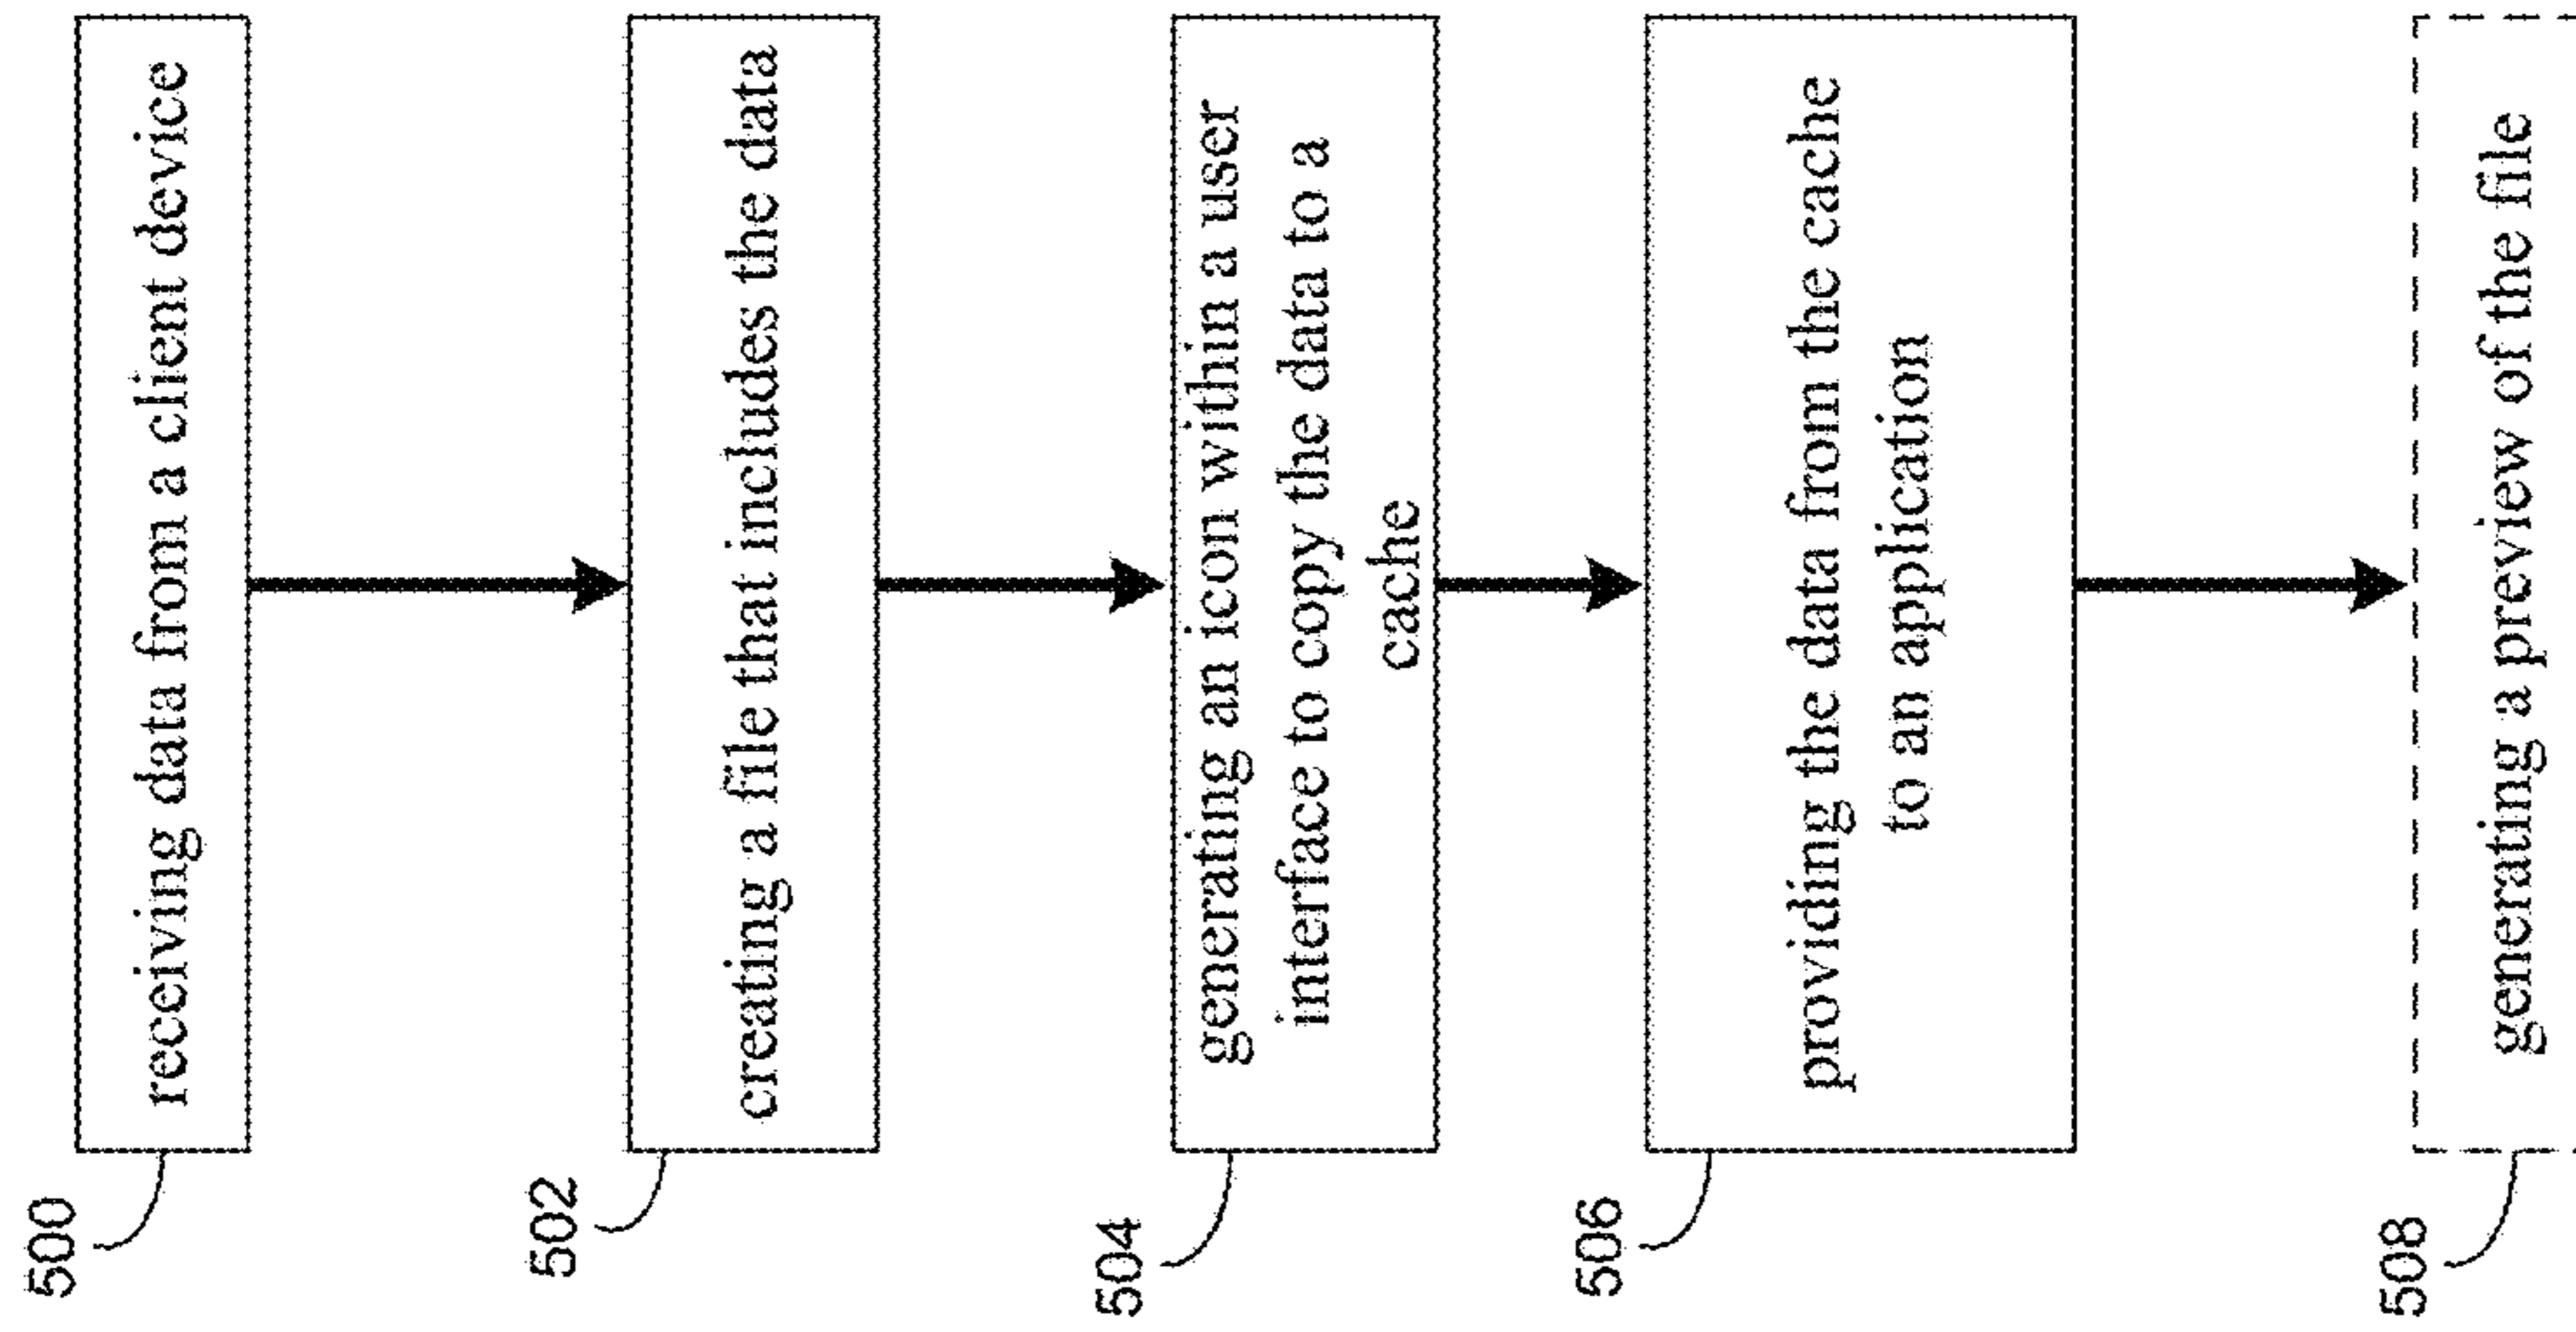 500
receiving data from a client device
502
creating a file that includes the data
504
generating an icon within a user
interface to copy the data to a
cache
506
providing the data from the cache
to an application
508
generating a preview of the file